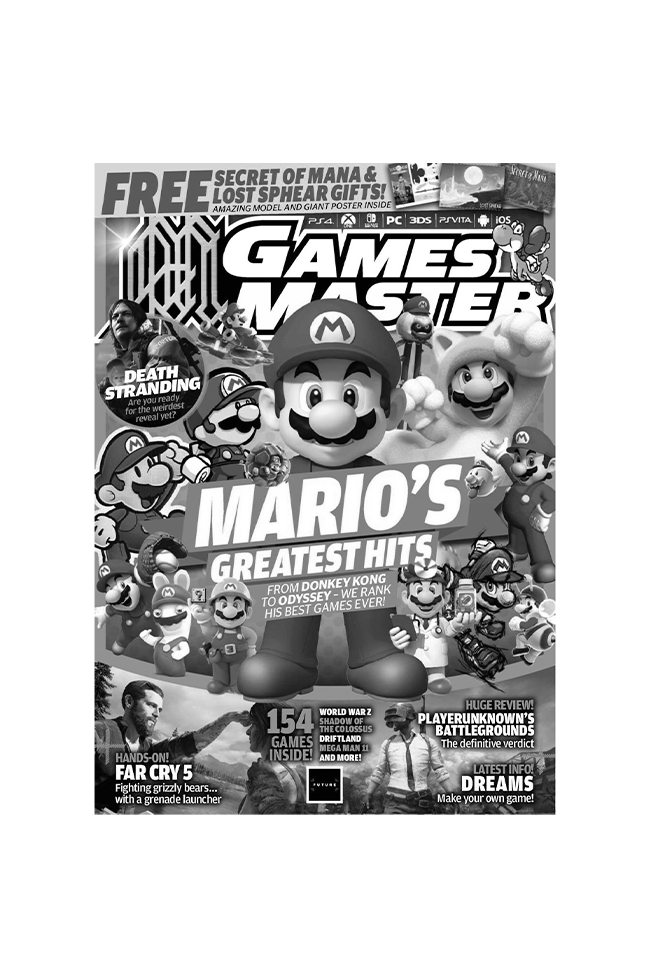 FREE SECRET OF MANA &
LOST SPHEAR GIFTS!
AMAZING MODEL AND GIANT POSTER INSIDE
PS4 XBOX ONE PC 3DS PSVITA iOS
GAMES
MASTER
DEATH
STRANDING
Are you ready
for the weirdest
reveal yet?
MARIO'S
GREATEST HITS
FROM DONKEY KONG
TO ODYSSEY – WE RANK
HIS BEST GAMES EVER!
HANDS-ON!
FAR CRY 5
Fighting grizzly bears...
with a grenade launcher
154
GAMES
INSIDE!
WORLD WAR Z
SHADOW OF
THE COLOSSUS
DRIFTLAND
MEGA MAN 11
AND MORE!
FUTURE
HUGE REVIEW!
PLAYERUNKNOWN'S
BATTLEGROUNDS
The definitive verdict
LATEST INFO!
DREAMS
Make your own game!